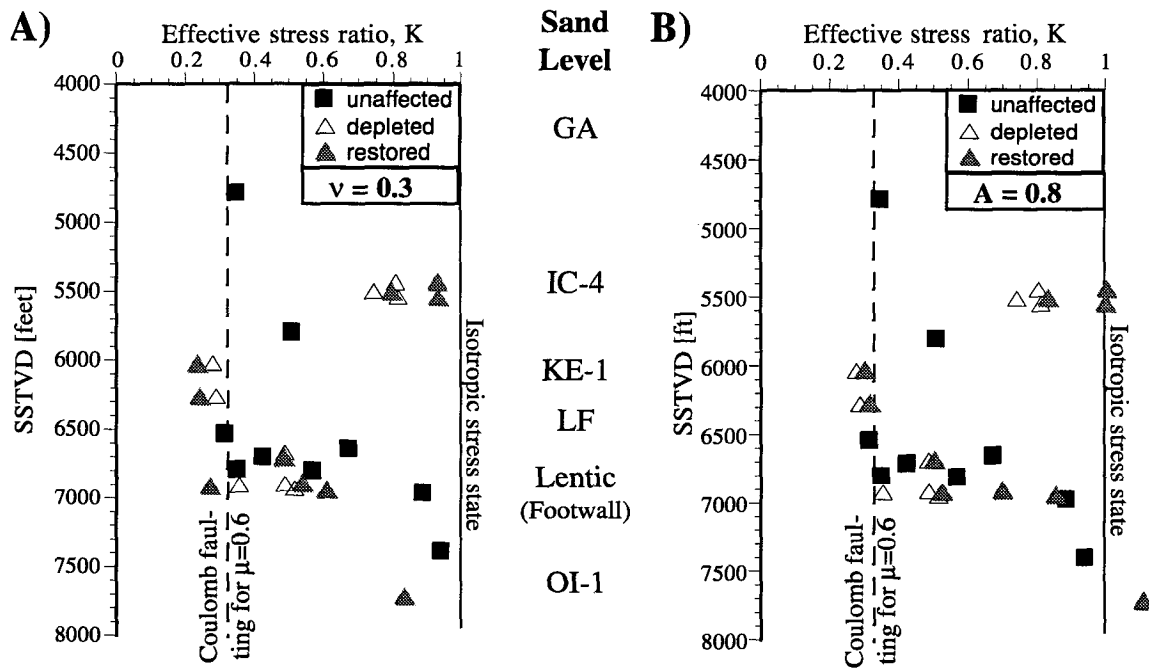 A)
Effective stress ratio, K
0 0.2 0.4 0.6 0.8 1
4000
4500
5000
5500
6000
6500
7000
7500
8000
SSTVD [feet]
unaffected
depleted
restored
ν = 0.3
Coulomb faul-
ting for μ=0.6
Isotropic stress state
Sand
Level
GA
IC-4
KE-1
LF
Lentic
(Footwall)
OI-1
B)
Effective stress ratio, K
0 0.2 0.4 0.6 0.8 1
4000
4500
5000
5500
6000
6500
7000
7500
8000
SSTVD [ft]
unaffected
depleted
restored
A = 0.8
Coulomb faul-
ting for μ=0.6
Isotropic stress state